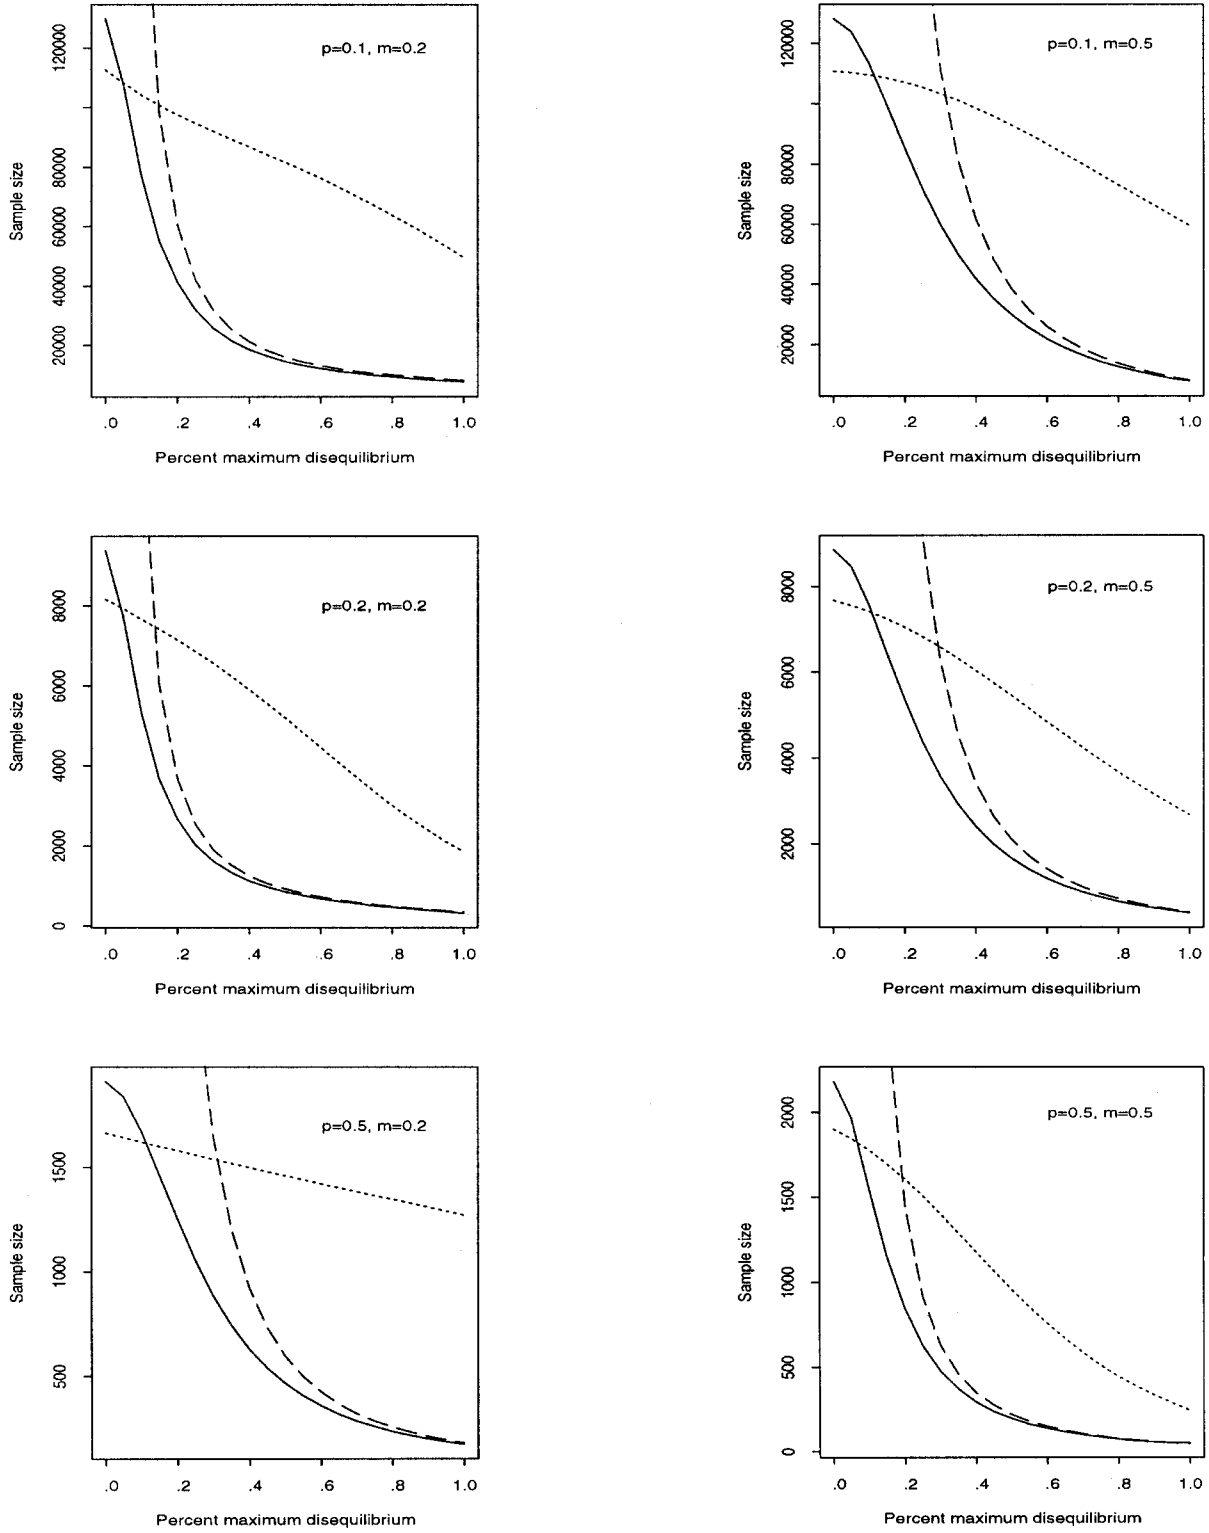 p=0.1, m=0.2
Sample size
20000
40000
60000
80000
120000
.0 .2 .4 .6 .8 1.0
Percent maximum disequilibrium
p=0.1, m=0.5
Sample size
20000
40000
60000
80000
120000
.0 .2 .4 .6 .8 1.0
Percent maximum disequilibrium
p=0.2, m=0.2
Sample size
0
2000
4000
6000
8000
.0 .2 .4 .6 .8 1.0
Percent maximum disequilibrium
p=0.2, m=0.5
Sample size
2000
4000
6000
8000
.0 .2 .4 .6 .8 1.0
Percent maximum disequilibrium
p=0.5, m=0.2
Sample size
500
1000
1500
.0 .2 .4 .6 .8 1.0
Percent maximum disequilibrium
p=0.5, m=0.5
Sample size
0
500
1000
1500
2000
.0 .2 .4 .6 .8 1.0
Percent maximum disequilibrium